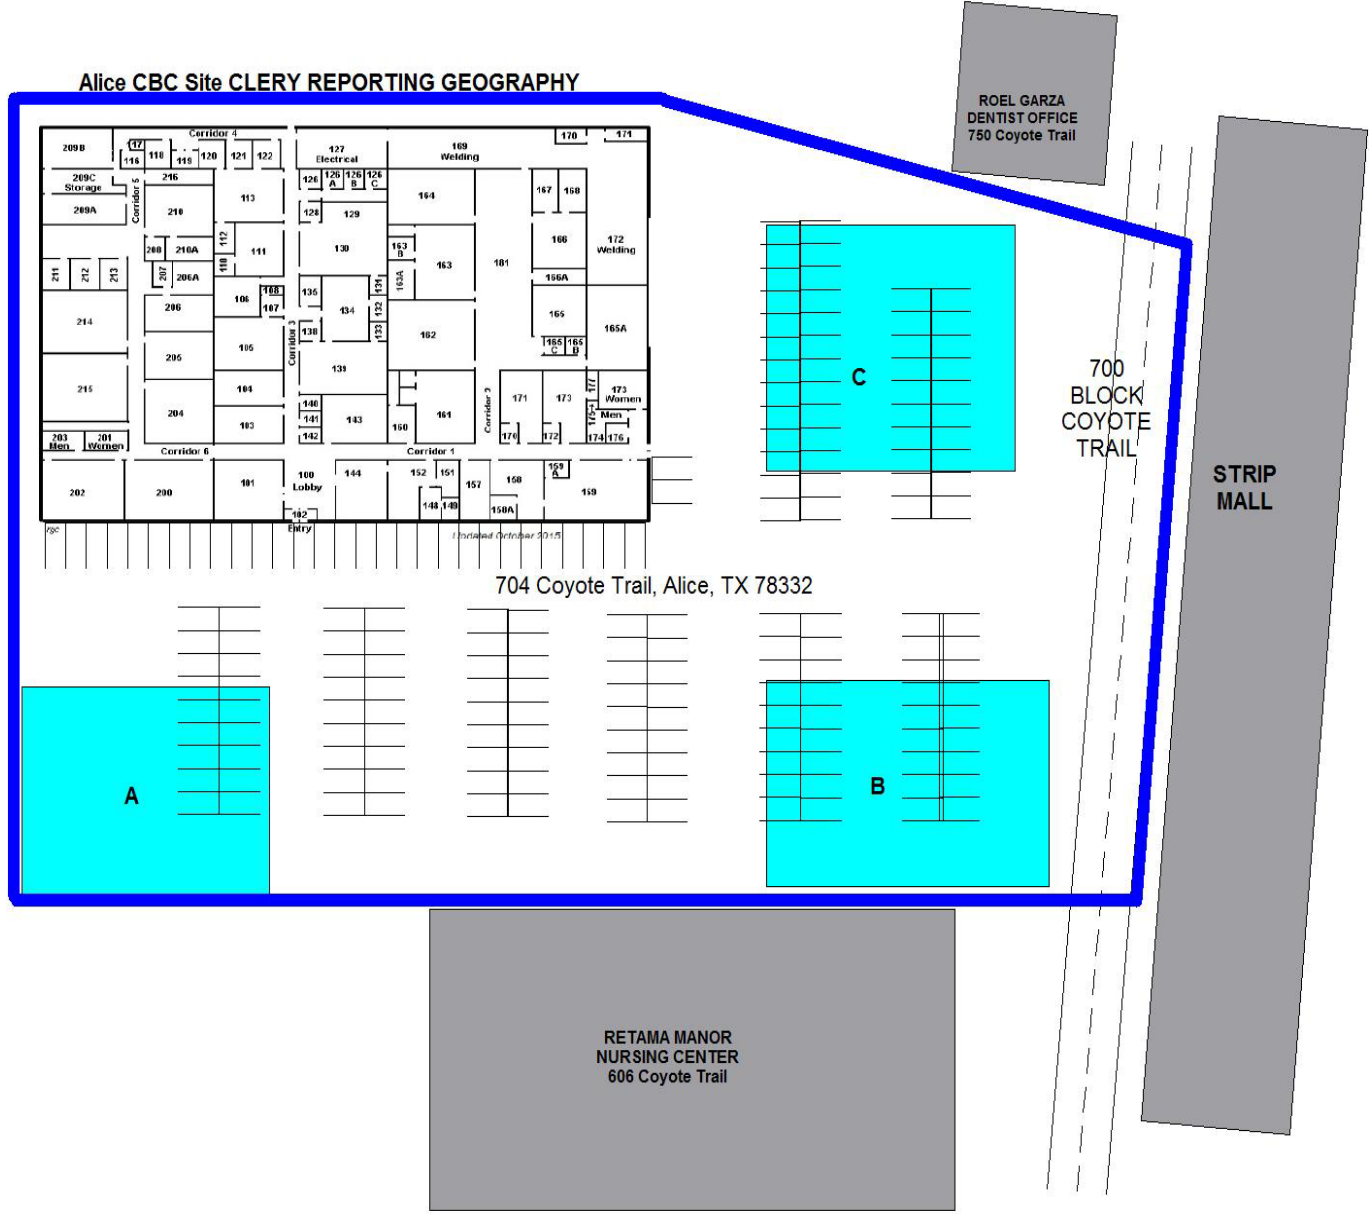 Alice CBC Site CLERY REPORTING GEOGRAPHY
ROEL GARZA
DENTIST OFFICE
750 Coyote Trail
Corridor 4
170
171
209B
117
116
118
119
120
121
122
127
Electrical
169
Welding
209C
Storage
216
126
126 A
126 B
126 C
164
167
168
Corridor 5
209A
210
113
128
129
112
111
130
208
210A
163 B
163
181
166
172
Welding
211
212
213
207
206A
110
163A
166A
131
106
108
107
135
134
132
133
206
165
165A
214
205
105
138
162
165 C
165 B
Corridor 3
139
215
104
204
103
140
141
142
143
161
160
Corridor 2
171
173
177
173
Women
175
Men
170
172
174
176
203
Men
201
Women
Corridor 6
Corridor 1
202
200
101
100
Lobby
144
152
151
157
158
159 A
159
148
149
158A
102
Entry
rgc
Updated October 2015
C
700
BLOCK
COYOTE
TRAIL
STRIP
MALL
704 Coyote Trail, Alice, TX 78332
A
B
RETAMA MANOR
NURSING CENTER
606 Coyote Trail